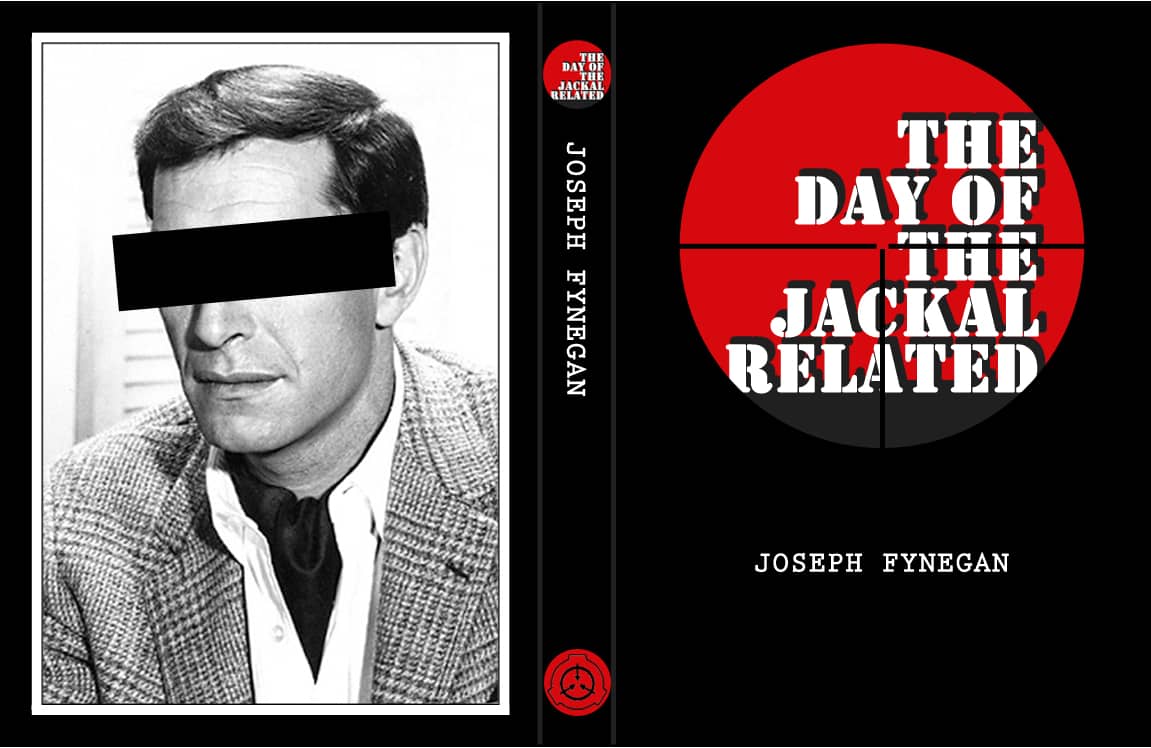 THE
DAY OF
THE
JACKAL
RELATED
JOSEPH FYNEGAN
THE
DAY OF
THE
JACKAL
RELATED
JOSEPH FYNEGAN